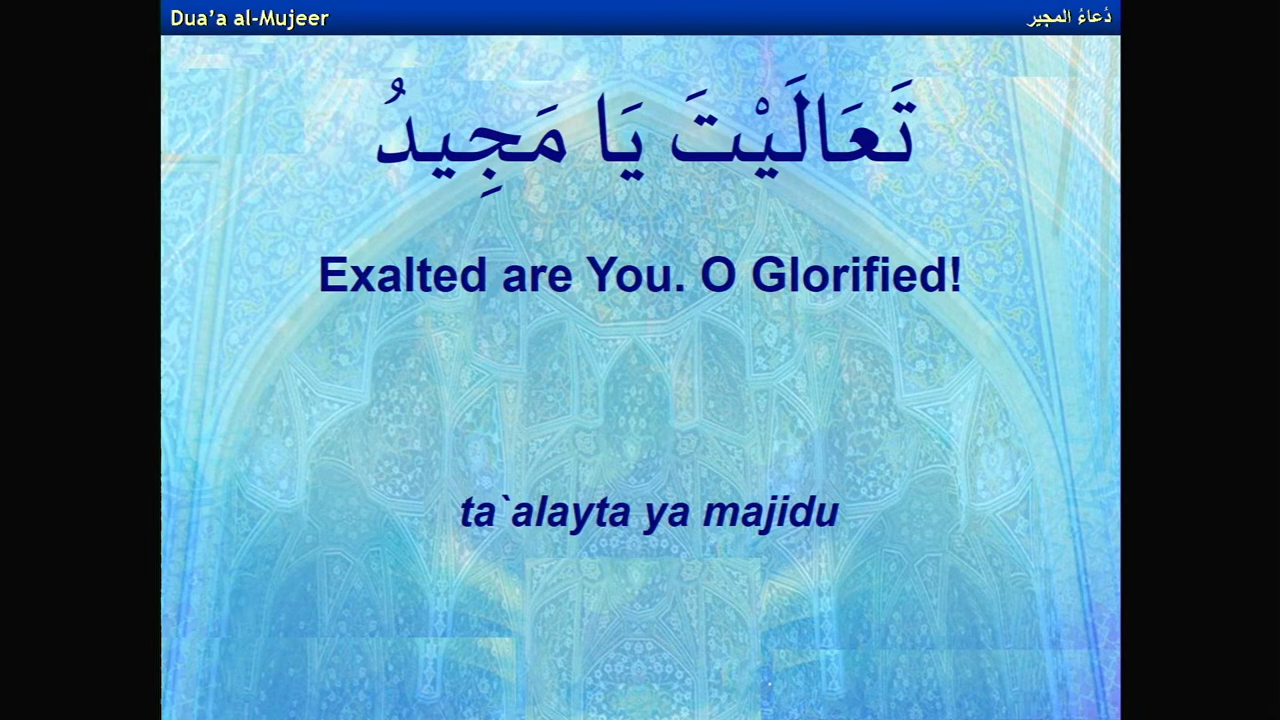 Dua'a al-Mujeer
دُعاءُ المجير
تَعَالَيْتَ يَا مَجِيدُ
Exalted are You. O Glorified!
ta`alayta ya majidu